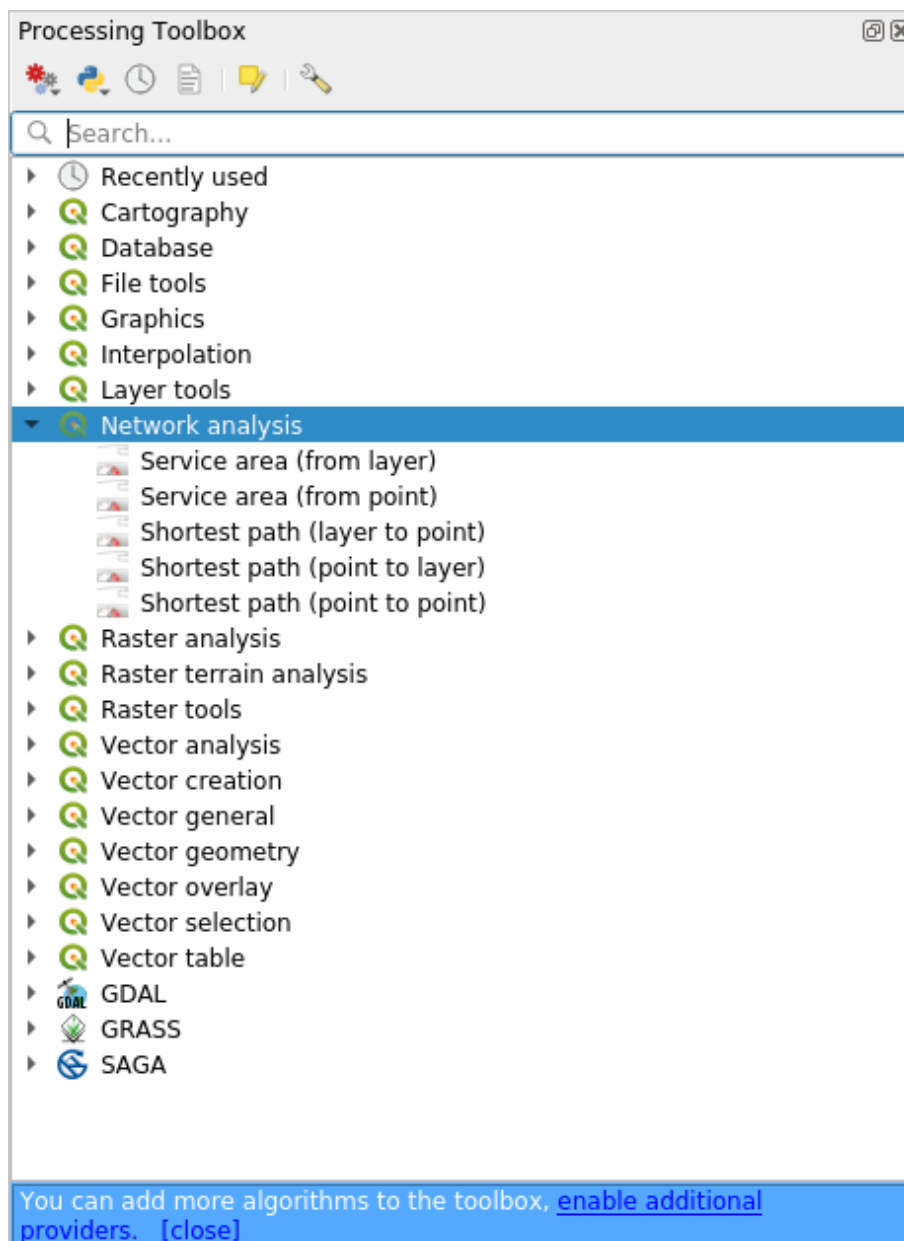 Processing Toolbox
Search...
Recently used
Cartography
Database
File tools
Graphics
Interpolation
Layer tools
Network analysis
Service area (from layer)
Service area (from point)
Shortest path (layer to point)
Shortest path (point to layer)
Shortest path (point to point)
Raster analysis
Raster terrain analysis
Raster tools
Vector analysis
Vector creation
Vector general
Vector geometry
Vector overlay
Vector selection
Vector table
GDAL GDAL
GRASS
SAGA
You can add more algorithms to the toolbox, enable additional
providers. [close]